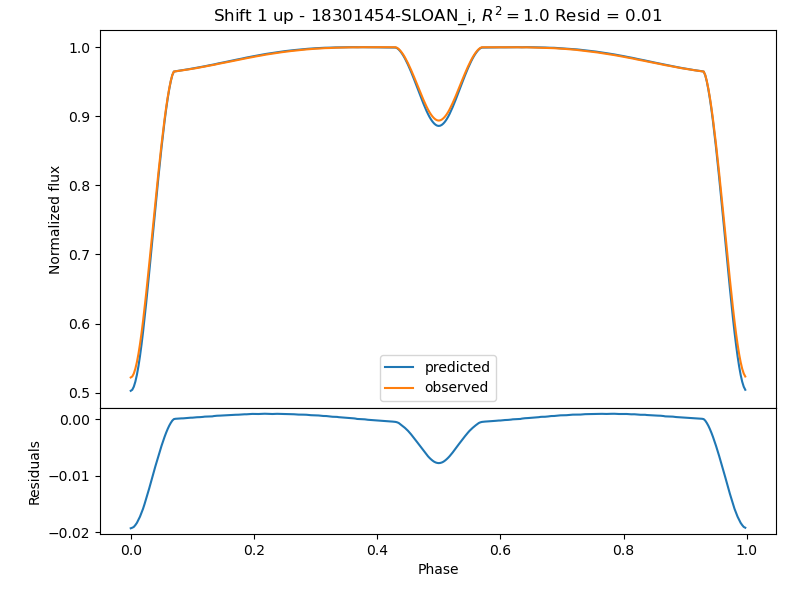 Shift 1 up - 18301454-SLOAN_i, $R^2 = 1.0$ Resid = 0.01
1.0
0.9
0.8
0.7
0.6
0.5
Normalized flux
predicted
observed
0.00
−0.01
−0.02
Residuals
0.0 0.2 0.4 0.6 0.8 1.0
Phase